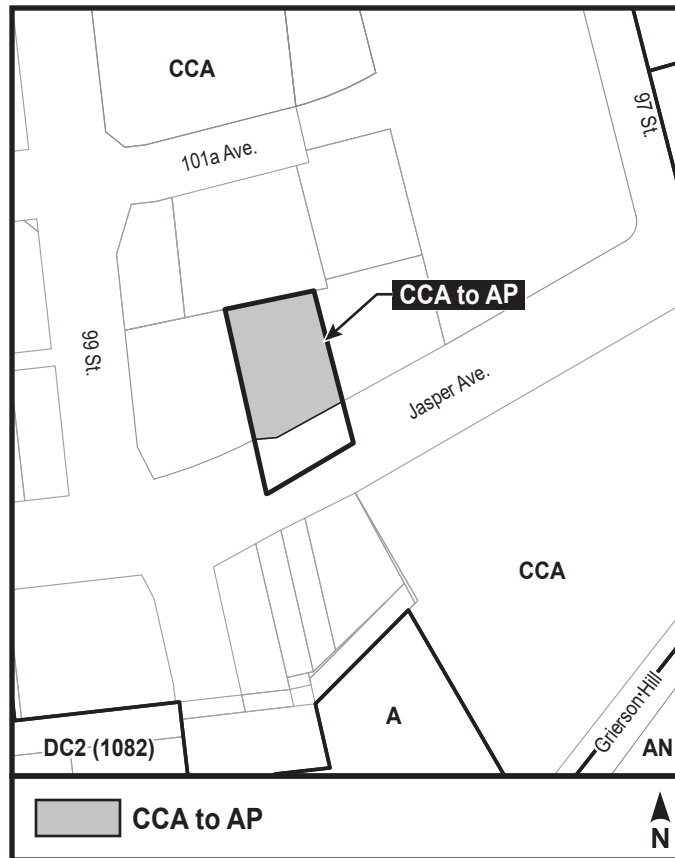 CCA
97 St.
101a Ave.
CCA to AP
99 St.
Jasper Ave.
CCA
Grierson Hill
A
DC2 (1082)
AN
CCA to AP
N